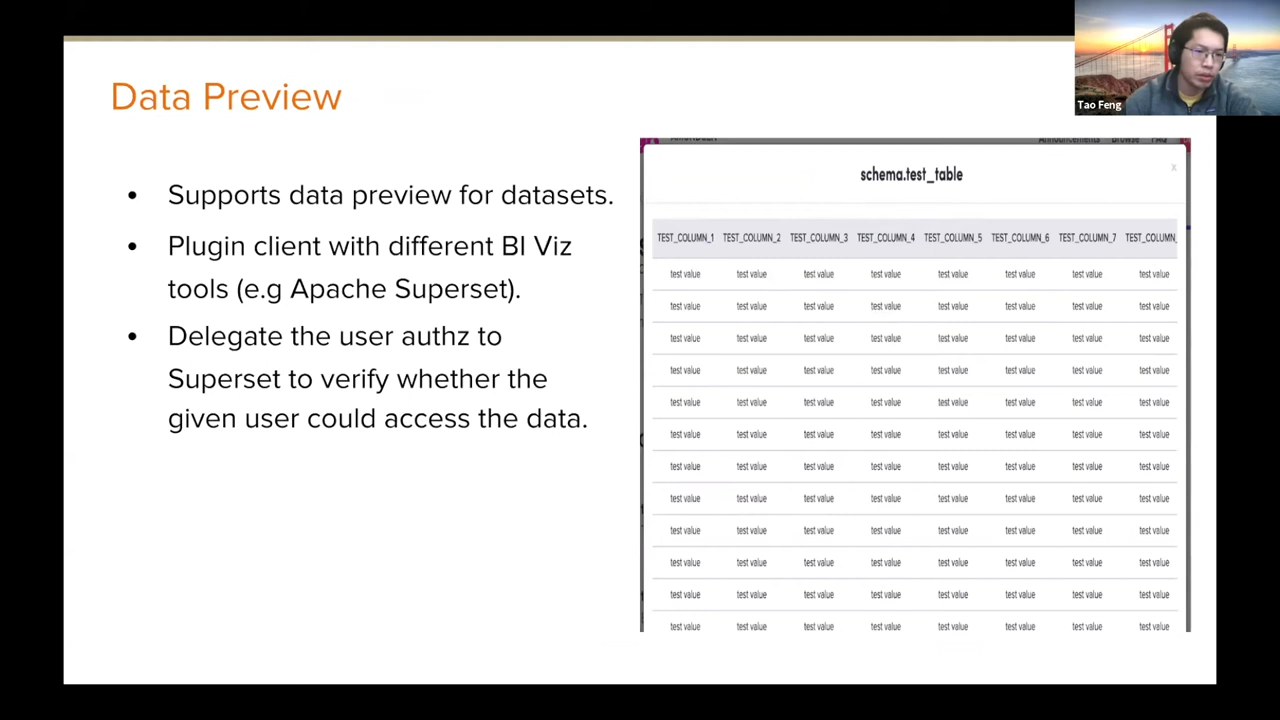 Tao Feng
Data Preview
• Supports data preview for datasets.
• Plugin client with different BI Viz
tools (e.g Apache Superset).
• Delegate the user authz to
Superset to verify whether the
given user could access the data.
Announcements Browse FAQ
schema.test_table
x
TEST_COLUMN_1 TEST_COLUMN_2 TEST_COLUMN_3 TEST_COLUMN_4 TEST_COLUMN_5 TEST_COLUMN_6 TEST_COLUMN_7 TEST_COLUMN_
test value test value test value test value test value test value test value test value
test value test value test value test value test value test value test value test value
test value test value test value test value test value test value test value test value
test value test value test value test value test value test value test value test value
test value test value test value test value test value test value test value test value
test value test value test value test value test value test value test value test value
test value test value test value test value test value test value test value test value
test value test value test value test value test value test value test value test value
test value test value test value test value test value test value test value test value
test value test value test value test value test value test value test value test value
test value test value test value test value test value test value test value test value
test value test value test value test value test value test value test value test value